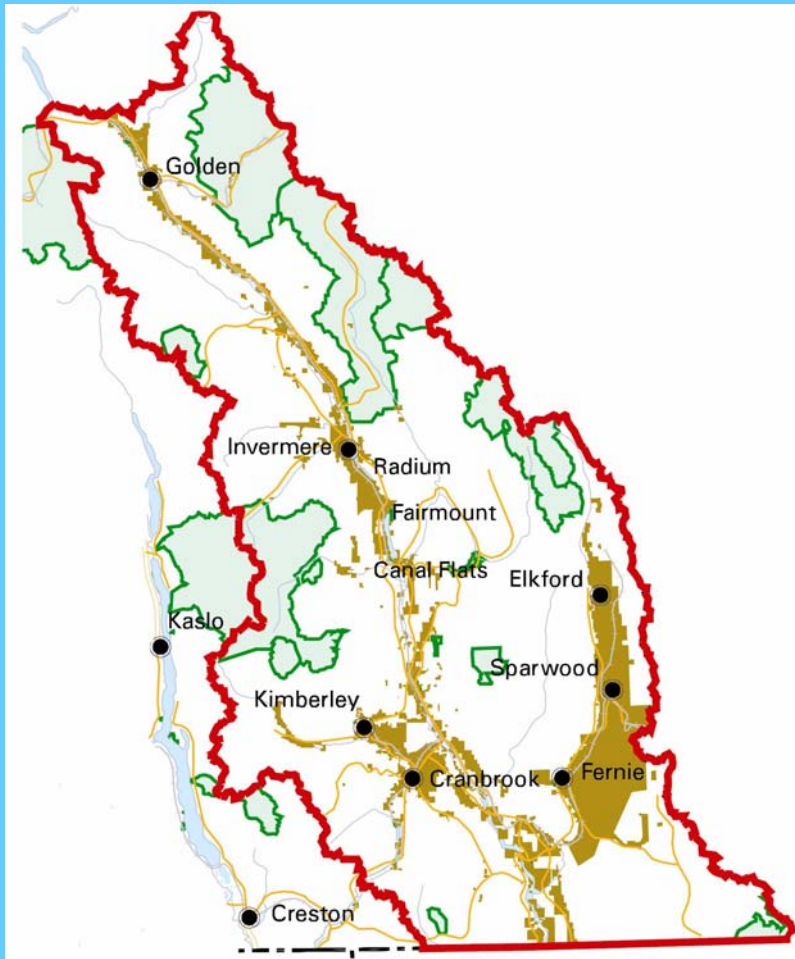 Golden
Invermere
Radium
Fairmount
Canal Flats
Elkford
Kaslo
Sparwood
Kimberley
Cranbrook
Fernie
Creston